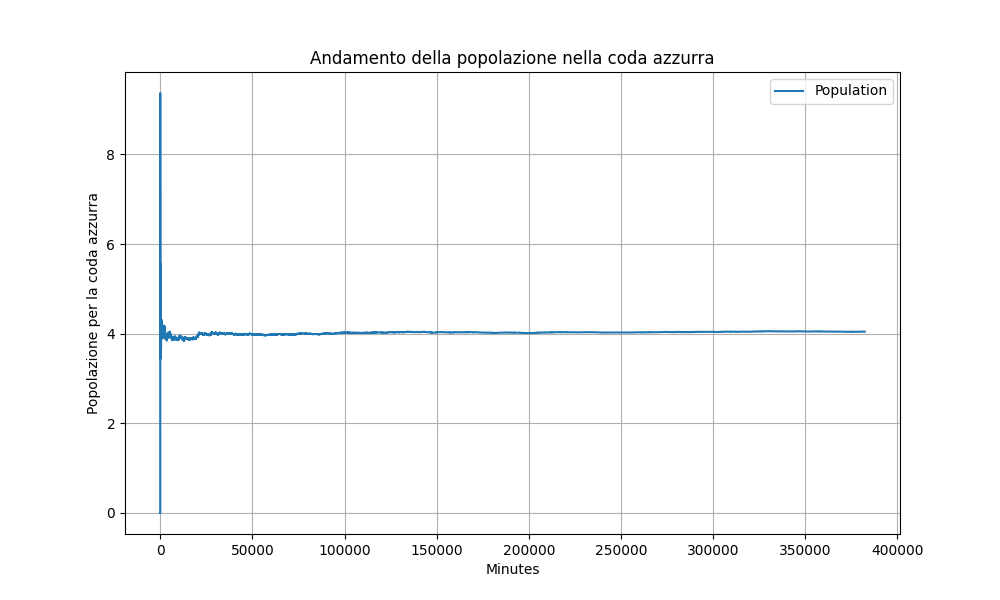 Andamento della popolazione nella coda azzurra
Population
Popolazione per la coda azzurra
8
6
4
2
0
0 50000 100000 150000 200000 250000 300000 350000 400000
Minutes